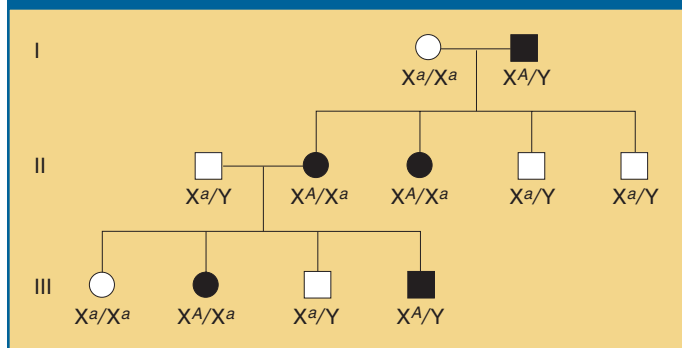 I
Xᵃ/Xᵃ Xᴬ/Y
II
Xᵃ/Y Xᴬ/Xᵃ Xᴬ/Xᵃ Xᵃ/Y Xᵃ/Y
III
Xᵃ/Xᵃ Xᴬ/Xᵃ Xᵃ/Y Xᴬ/Y